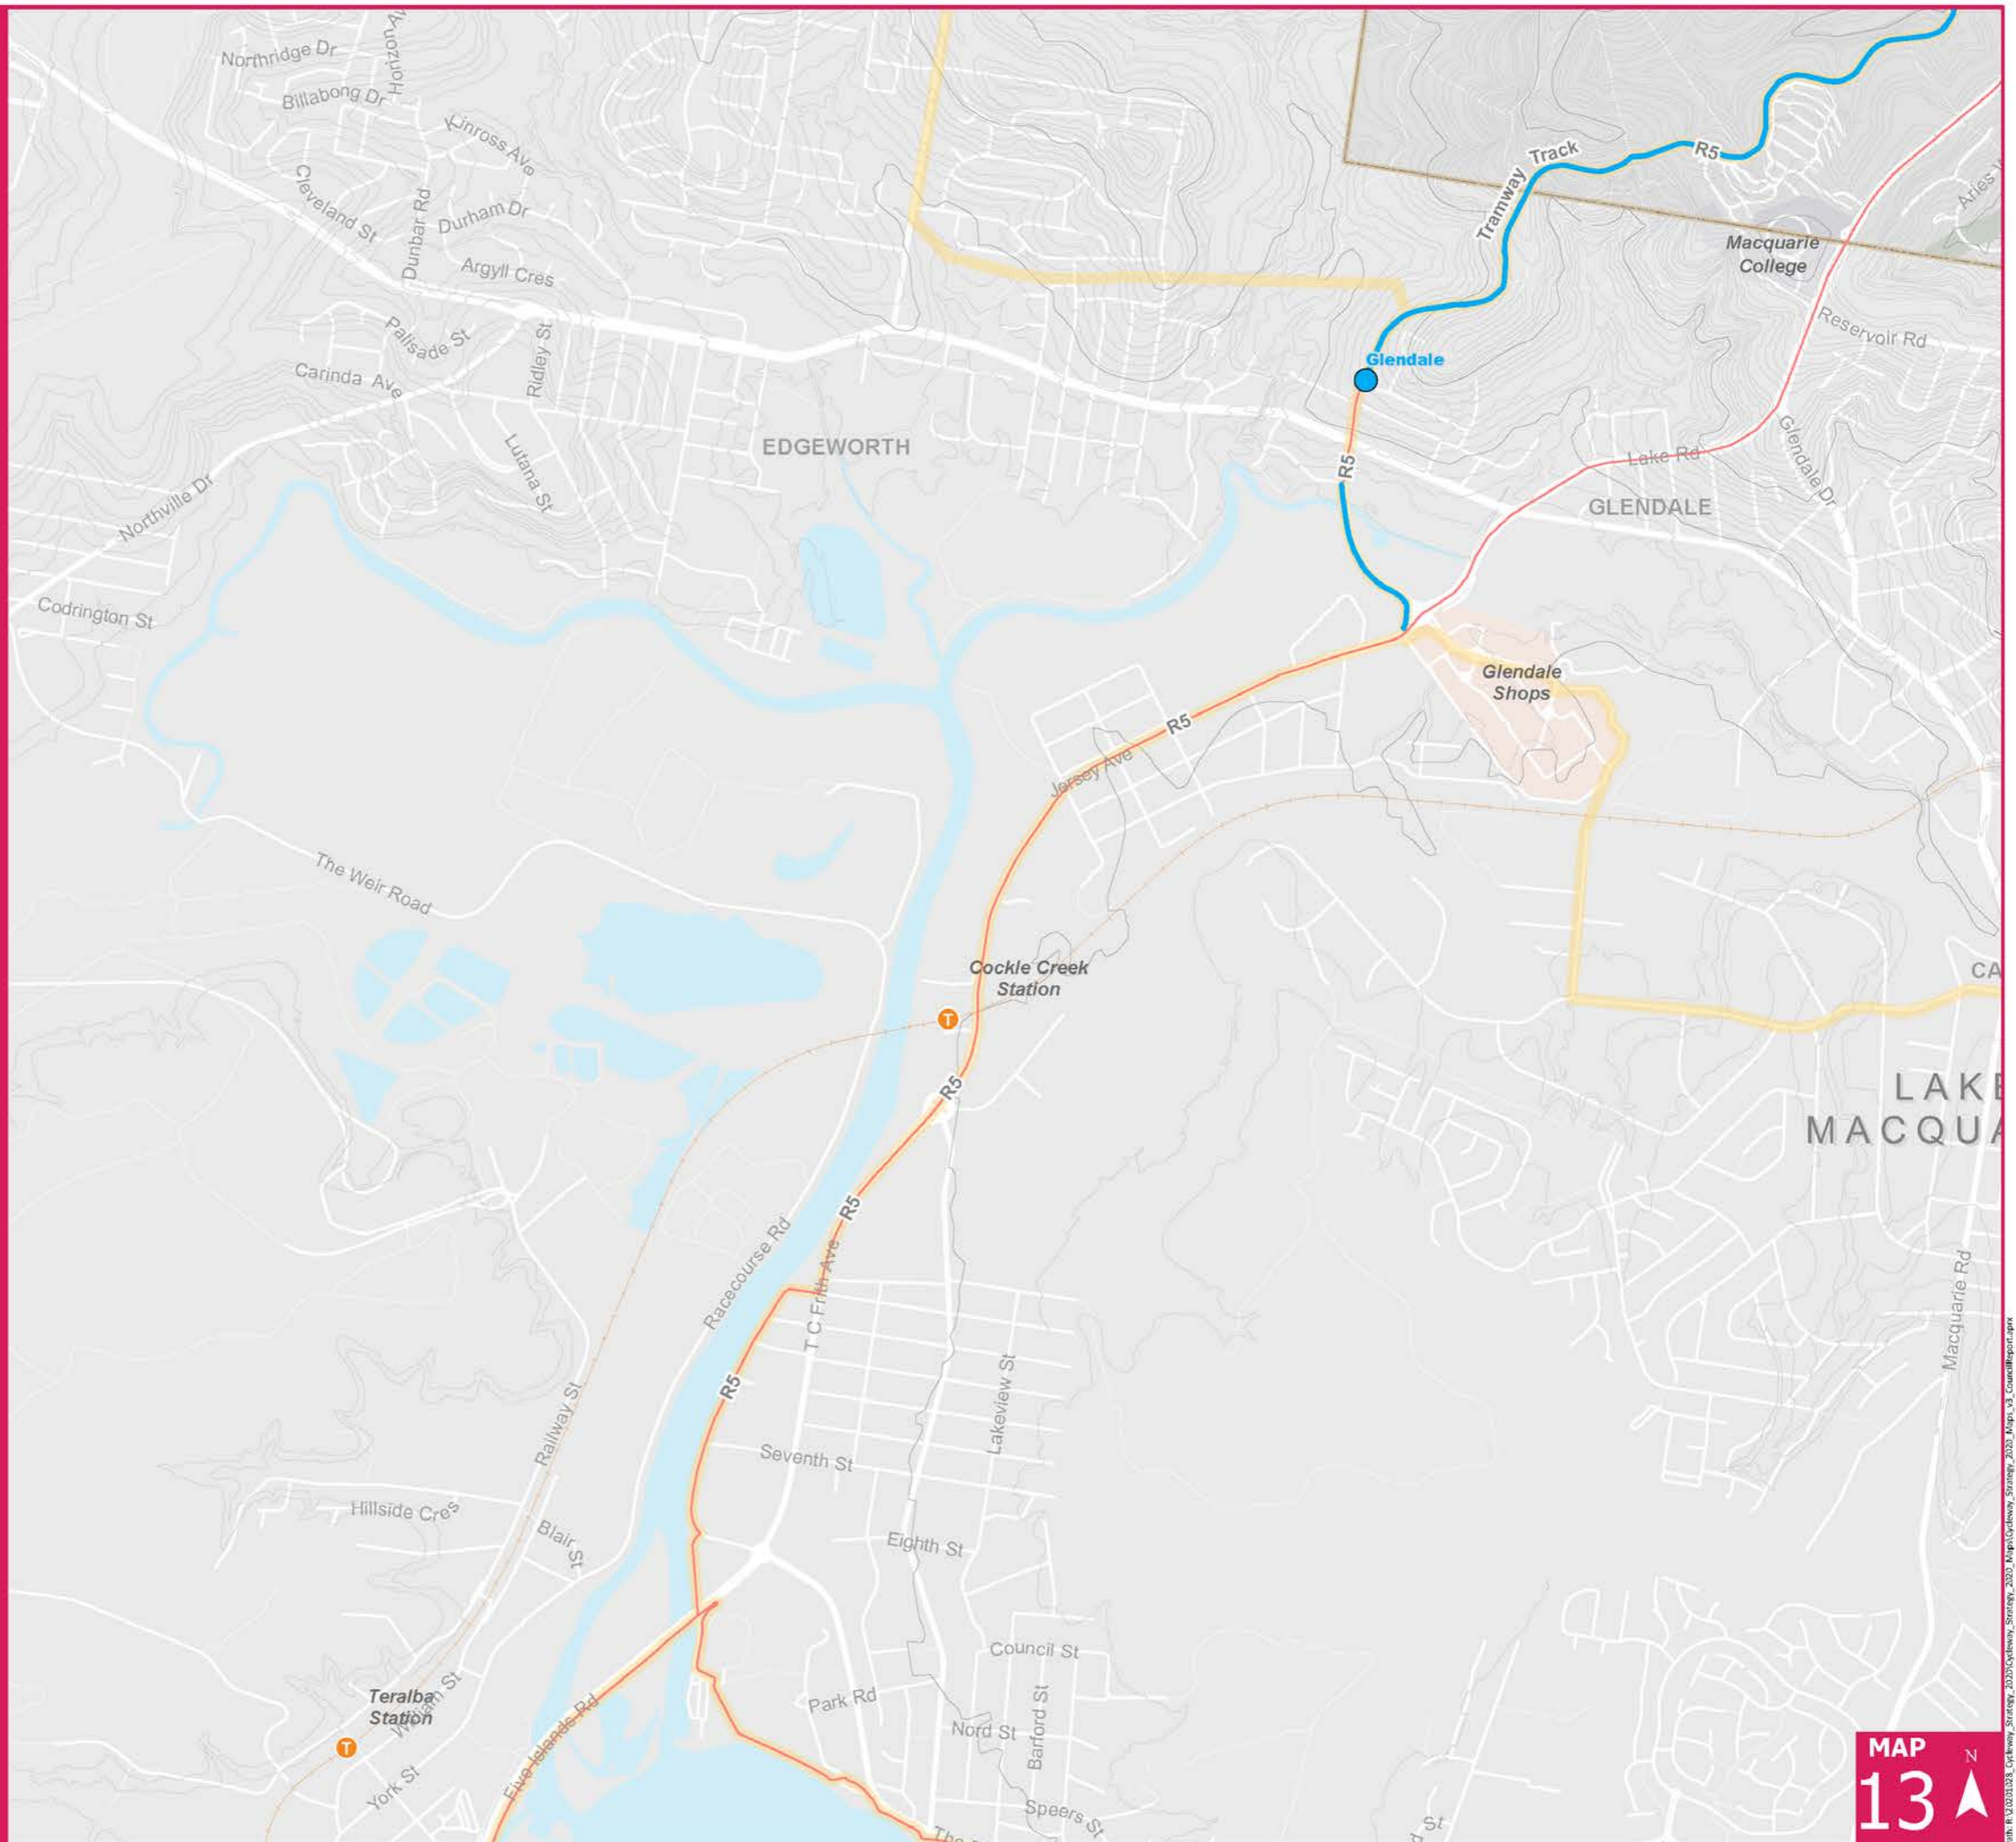 Northridge Dr
Billabong Dr
Kinross Ave
Cleveland St
Dunbar Rd
Durham Dr
Argyll Cres
Palisade St
Ridley St
Carinda Ave
Lutana St
Northville Dr
Codrington St
EDGEWORTH
Tramway Track
R5
Macquarie
College
Reservoir Rd
Glendale
R5
Lake Rd
Glendale Dr
GLENDALE
Glendale
Shops
R5
Jersey Ave
The Weir Road
Cockle Creek
Station
T
R5
R5
CA
LAKE
MACQUA
Racecourse Rd
T C Frith Ave
R5
Macquarie Rd
Lakeview St
Seventh St
Railway St
Hillside Cres
Blair St
Eighth St
Council St
Park Rd
Barford St
Nord St
Teralba
Station
William St
T
York St
Five Islands Rd
Speers St
The
St
MAP
13
N